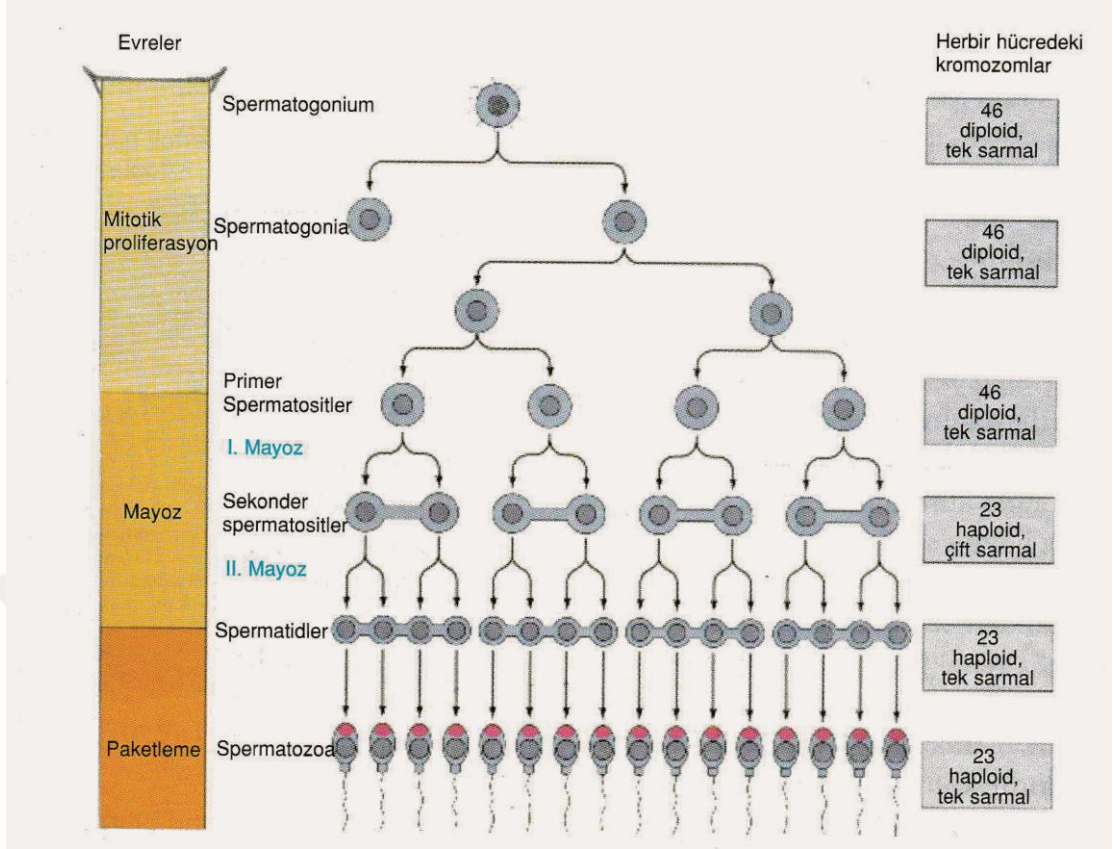 Evreler
Herbir hücredeki
kromozomlar
Spermatogonium
46
diploid,
tek sarmal
Mitotik
proliferasyon
Spermatogonia
46
diploid,
tek sarmal
Primer
Spermatositler
46
diploid,
tek sarmal
I. Mayoz
Mayoz
Sekonder
spermatositler
23
haploid,
çift sarmal
II. Mayoz
Spermatidler
23
haploid,
tek sarmal
Paketleme
Spermatozoa
23
haploid,
tek sarmal